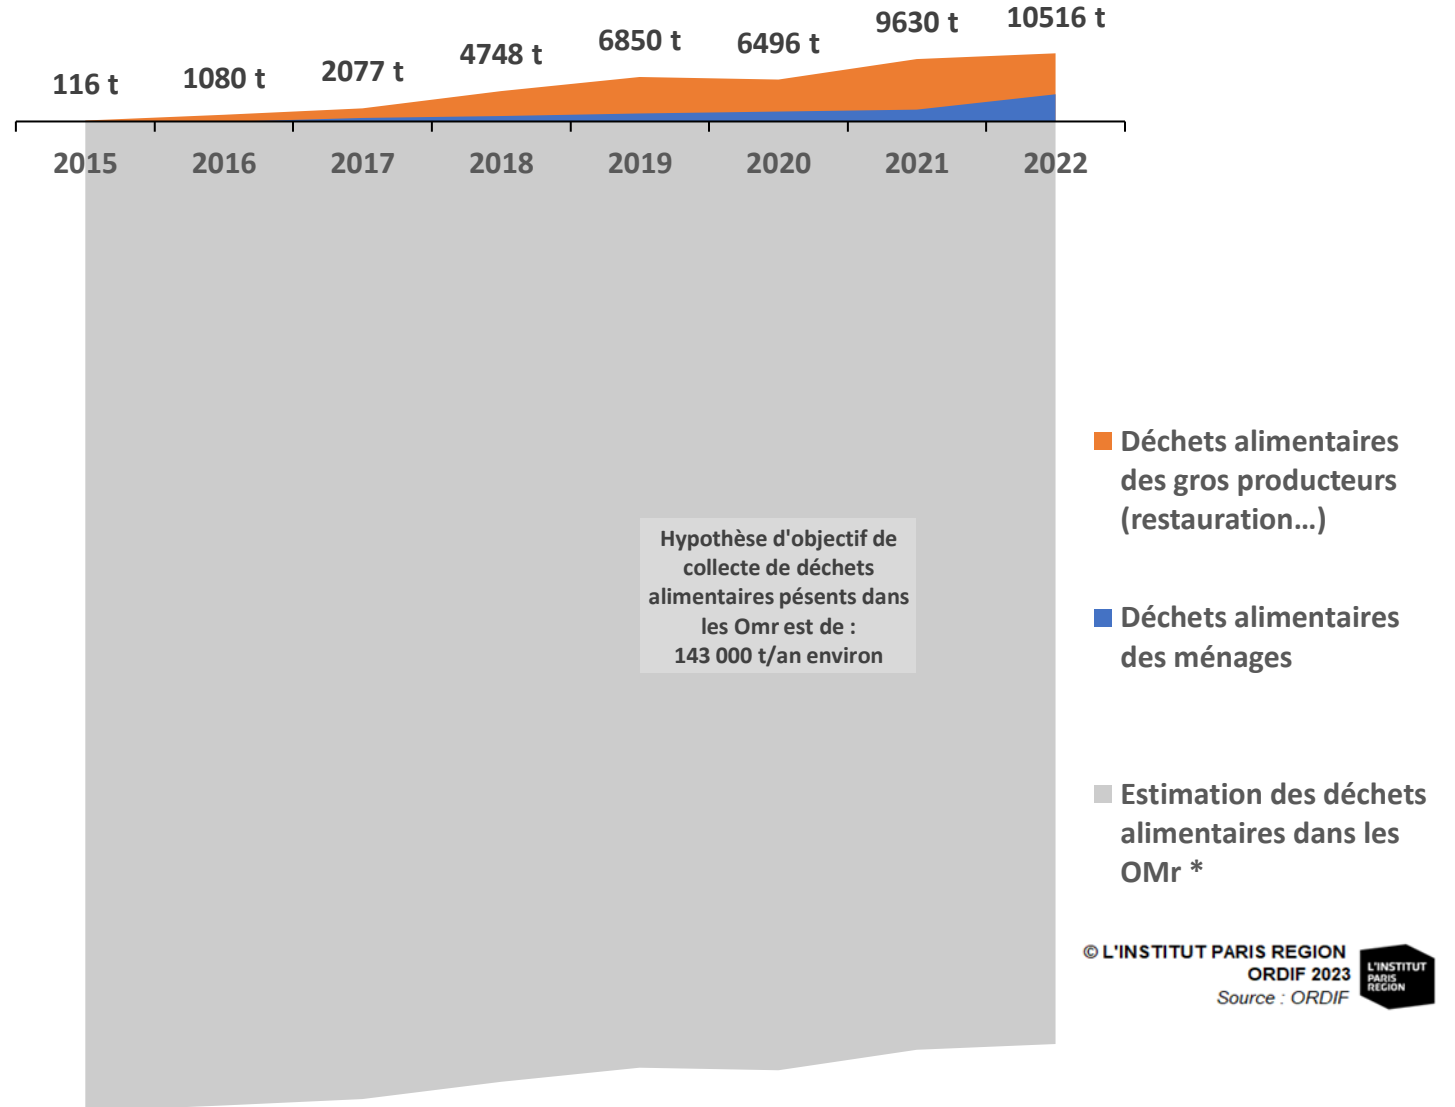 116 t
1080 t
2077 t
4748 t
6850 t
6496 t
9630 t
10516 t
2015
2016
2017
2018
2019
2020
2021
2022
Hypothèse d'objectif de
collecte de déchets
alimentaires pésents dans
les Omr est de :
143 000 t/an environ
Déchets alimentaires
des gros producteurs
(restauration...)
Déchets alimentaires
des ménages
Estimation des déchets
alimentaires dans les
OMr *
© L'INSTITUT PARIS REGION
ORDIF 2023
Source : ORDIF
L'INSTITUT
PARIS
REGION